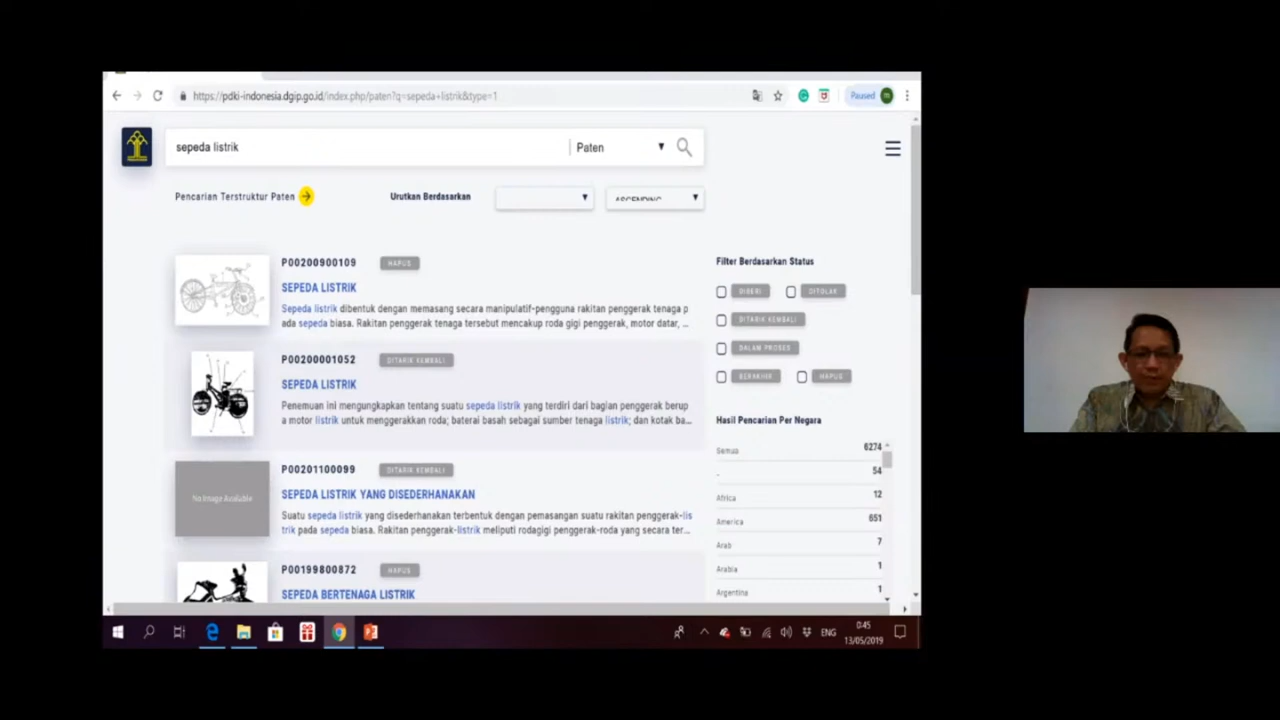 https://pdki-indonesia.dgip.go.id/index.php/paten?q=sepeda+listrik&type=1
Paused
m
sepeda listrik
Paten
Pencarian Terstruktur Paten
Urutkan Berdasarkan
ASCENDING
P00200900109
HAPUS
SEPEDA LISTRIK
Sepeda listrik dibentuk dengan memasang secara manipulatif-pengguna rakitan penggerak tenaga p
ada sepeda biasa. Rakitan penggerak tenaga tersebut mencakup roda gigi penggerak, motor datar, ...
P00200001052
DITARIK KEMBALI
SEPEDA LISTRIK
Penemuan ini mengungkapkan tentang suatu sepeda listrik yang terdiri dari bagian penggerak berup
a motor listrik untuk menggerakkan roda; baterai basah sebagai sumber tenaga listrik; dan kotak ba...
No Image Available
P00201100099
DITARIK KEMBALI
SEPEDA LISTRIK YANG DISEDERHANAKAN
Suatu sepeda listrik yang disederhanakan terbentuk dengan pemasangan suatu rakitan penggerak-lis
trik pada sepeda biasa. Rakitan penggerak-listrik meliputi rodagigi penggerak-roda yang secara ter...
P00199800872
HAPUS
SEPEDA BERTENAGA LISTRIK
Filter Berdasarkan Status
DIBERI
DITOLAK
DITARIK KEMBALI
DALAM PROSES
BERAKHIR
HAPUS
Hasil Pencarian Per Negara
Semua 6274
- 54
Africa 12
America 651
Arab 7
Arabia 1
Argentina 1
ENG
0:45
13/05/2019